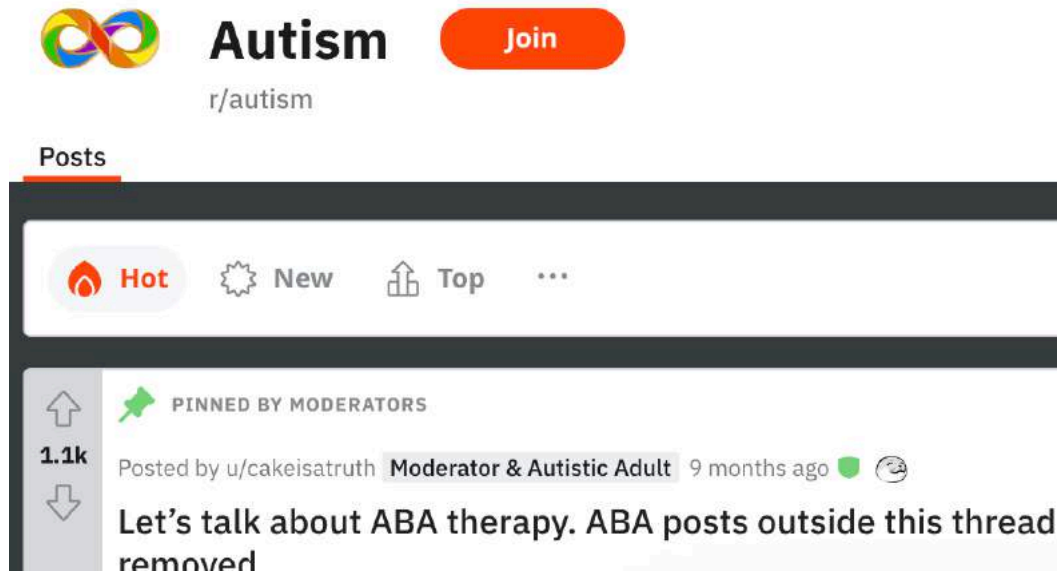 Autism Join
r/autism
Posts
Hot New Top ...
PINNED BY MODERATORS
1.1k
Posted by u/cakeisatruth Moderator & Autistic Adult 9 months ago
Let’s talk about ABA therapy. ABA posts outside this thread
removed